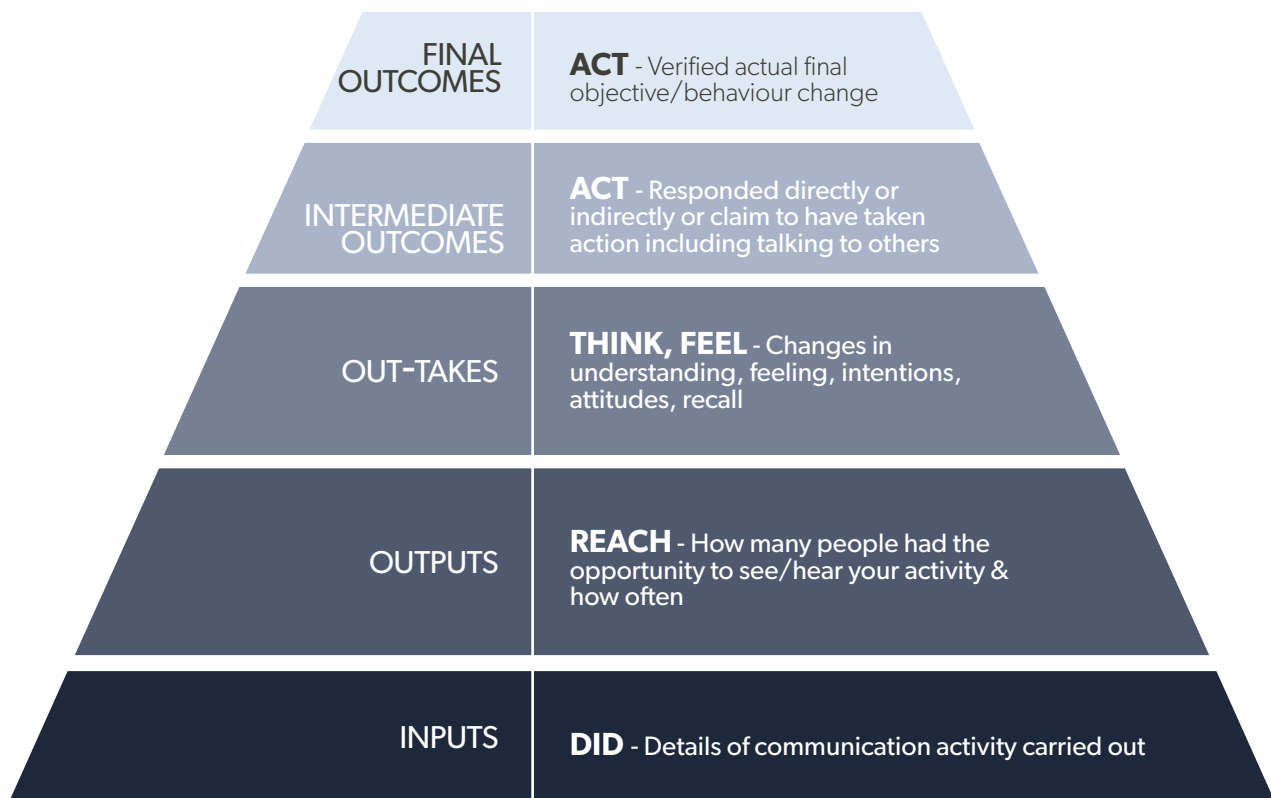 FINAL
OUTCOMES
ACT - Verified actual final
objective/behaviour change
INTERMEDIATE
OUTCOMES
ACT - Responded directly or
indirectly or claim to have taken
action including talking to others
OUT-TAKES
THINK, FEEL - Changes in
understanding, feeling, intentions,
attitudes, recall
OUTPUTS
REACH - How many people had the
opportunity to see/hear your activity &
how often
INPUTS
DID - Details of communication activity carried out